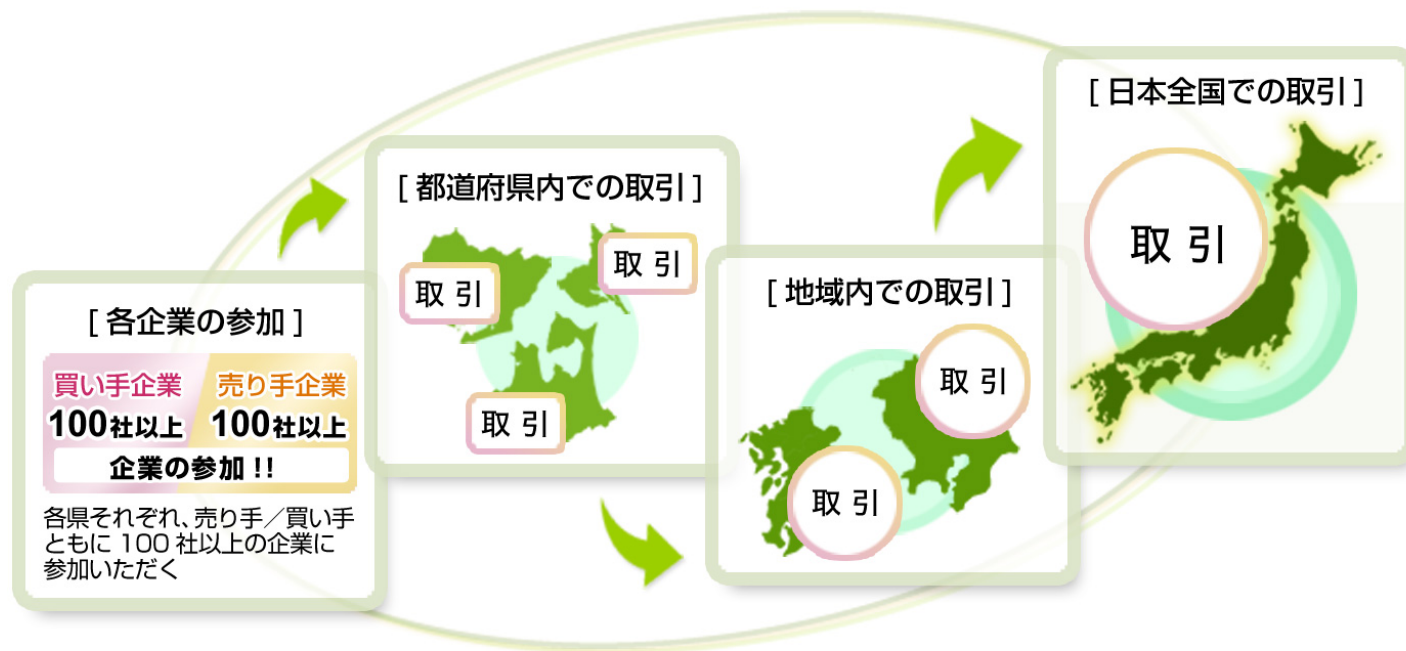 [ 各企業の参加 ]
買い手企業 売り手企業
100社以上 100社以上
企業の参加 !!
各県それぞれ、売り手／買い手
ともに 100 社以上の企業に
参加いただく
[ 都道府県内での取引 ]
取 引
取 引
取 引
[ 地域内での取引 ]
取 引
取 引
[ 日本全国での取引 ]
取 引